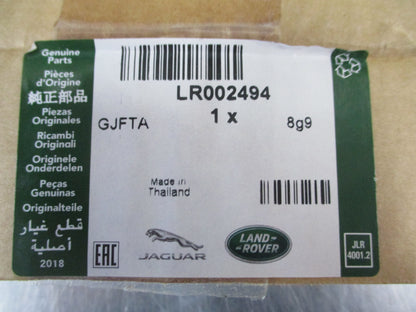 Genuine
Parts
Pièces
d'Origine
純正部品
Piezas
Originales
Ricambi
Originali
Originele
Onderdelen
Peças
Genuinas
Originalteile
قطع غيار
أصلية
2018
LR002494
1 x
GJFTA
8g9
Made in
Thailand
EAC
JAGUAR
LAND
ROVER
JLR
4001.2